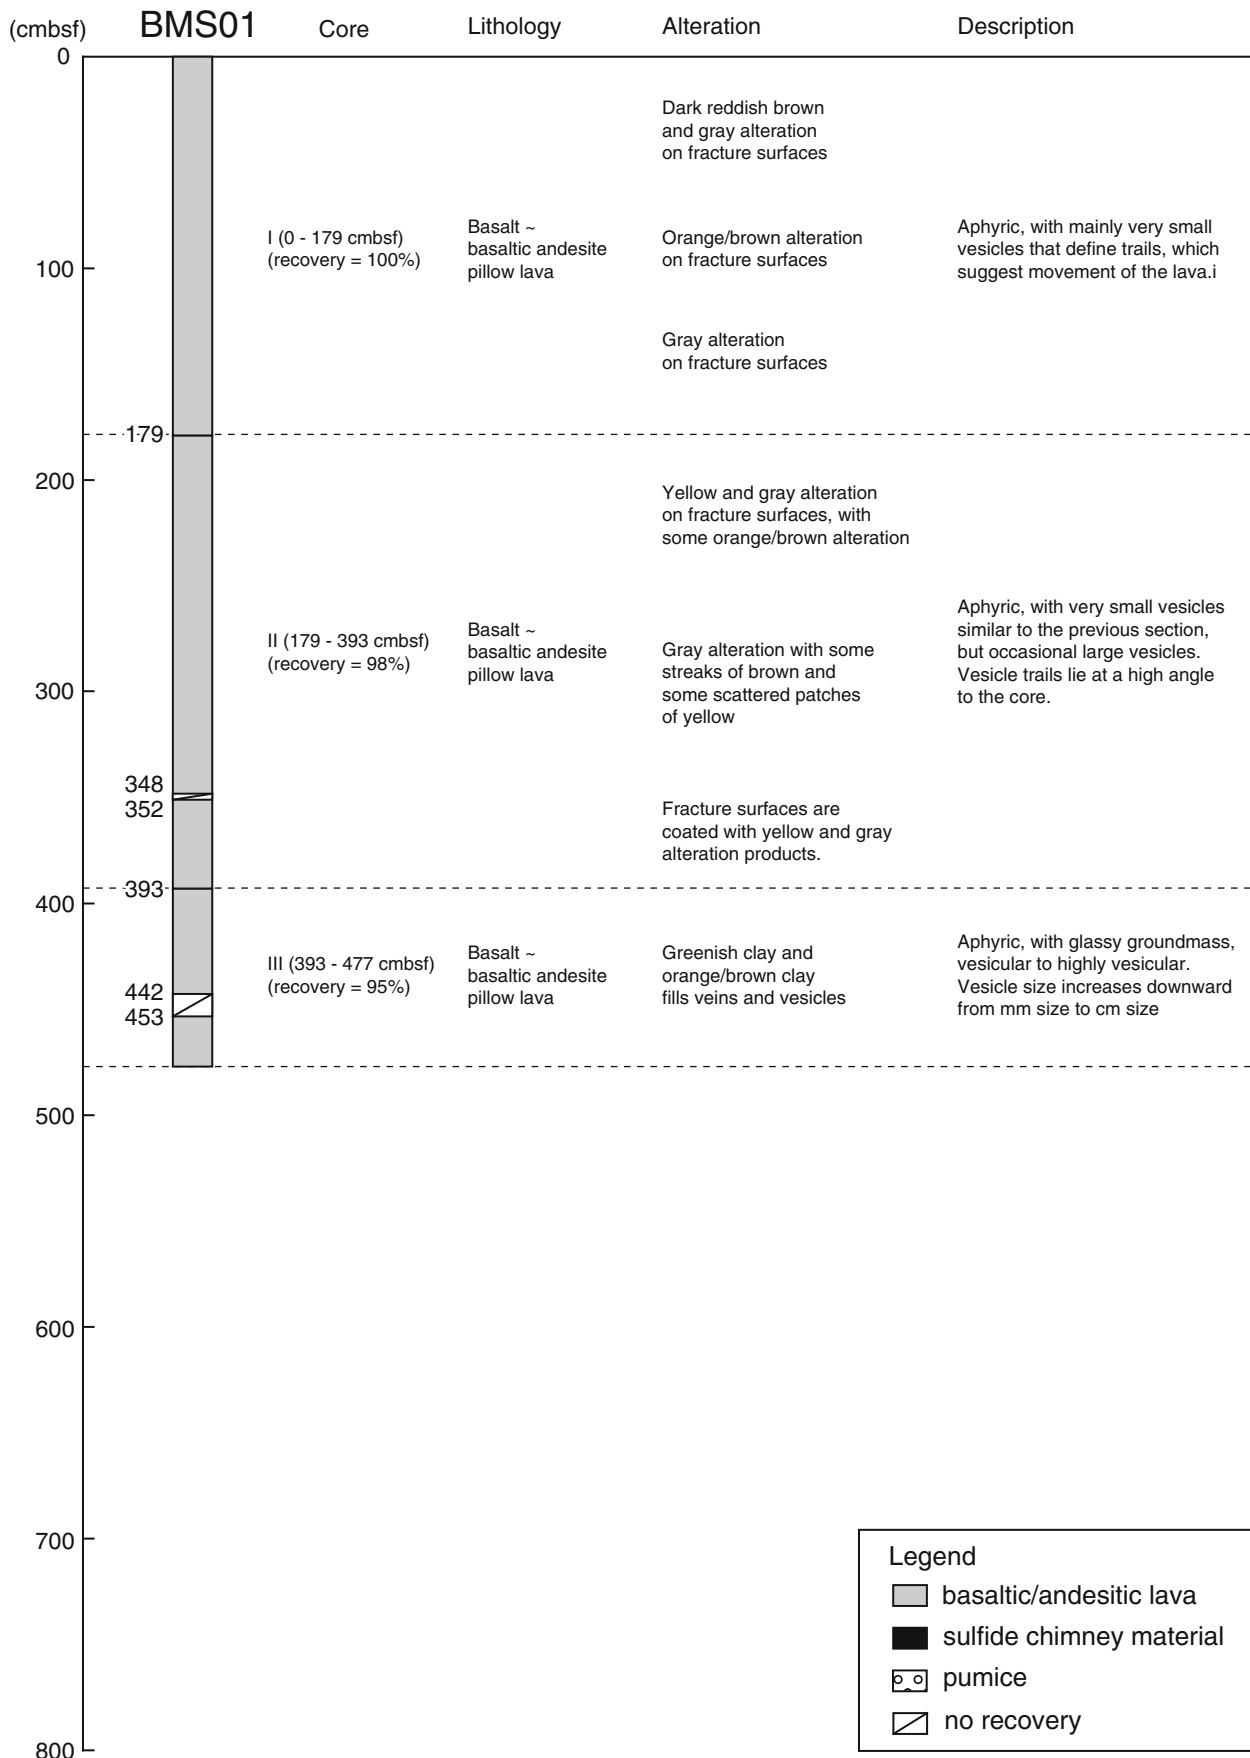 (cmbsf) BMS01 Core Lithology Alteration Description
0
Dark reddish brown
and gray alteration
on fracture surfaces
I (0 - 179 cmbsf)
(recovery = 100%)
Basalt ~
basaltic andesite
pillow lava
Orange/brown alteration
on fracture surfaces
Aphyric, with mainly very small
vesicles that define trails, which
suggest movement of the lava.i
100
Gray alteration
on fracture surfaces
179
200
Yellow and gray alteration
on fracture surfaces, with
some orange/brown alteration
II (179 - 393 cmbsf)
(recovery = 98%)
Basalt ~
basaltic andesite
pillow lava
Gray alteration with some
streaks of brown and
some scattered patches
of yellow
Aphyric, with very small vesicles
similar to the previous section,
but occasional large vesicles.
Vesicle trails lie at a high angle
to the core.
300
348
352
Fracture surfaces are
coated with yellow and gray
alteration products.
393
400
III (393 - 477 cmbsf)
(recovery = 95%)
Basalt ~
basaltic andesite
pillow lava
Greenish clay and
orange/brown clay
fills veins and vesicles
Aphyric, with glassy groundmass,
vesicular to highly vesicular.
Vesicle size increases downward
from mm size to cm size
442
453
500
600
700
800
Legend
basaltic/andesitic lava
sulfide chimney material
pumice
no recovery